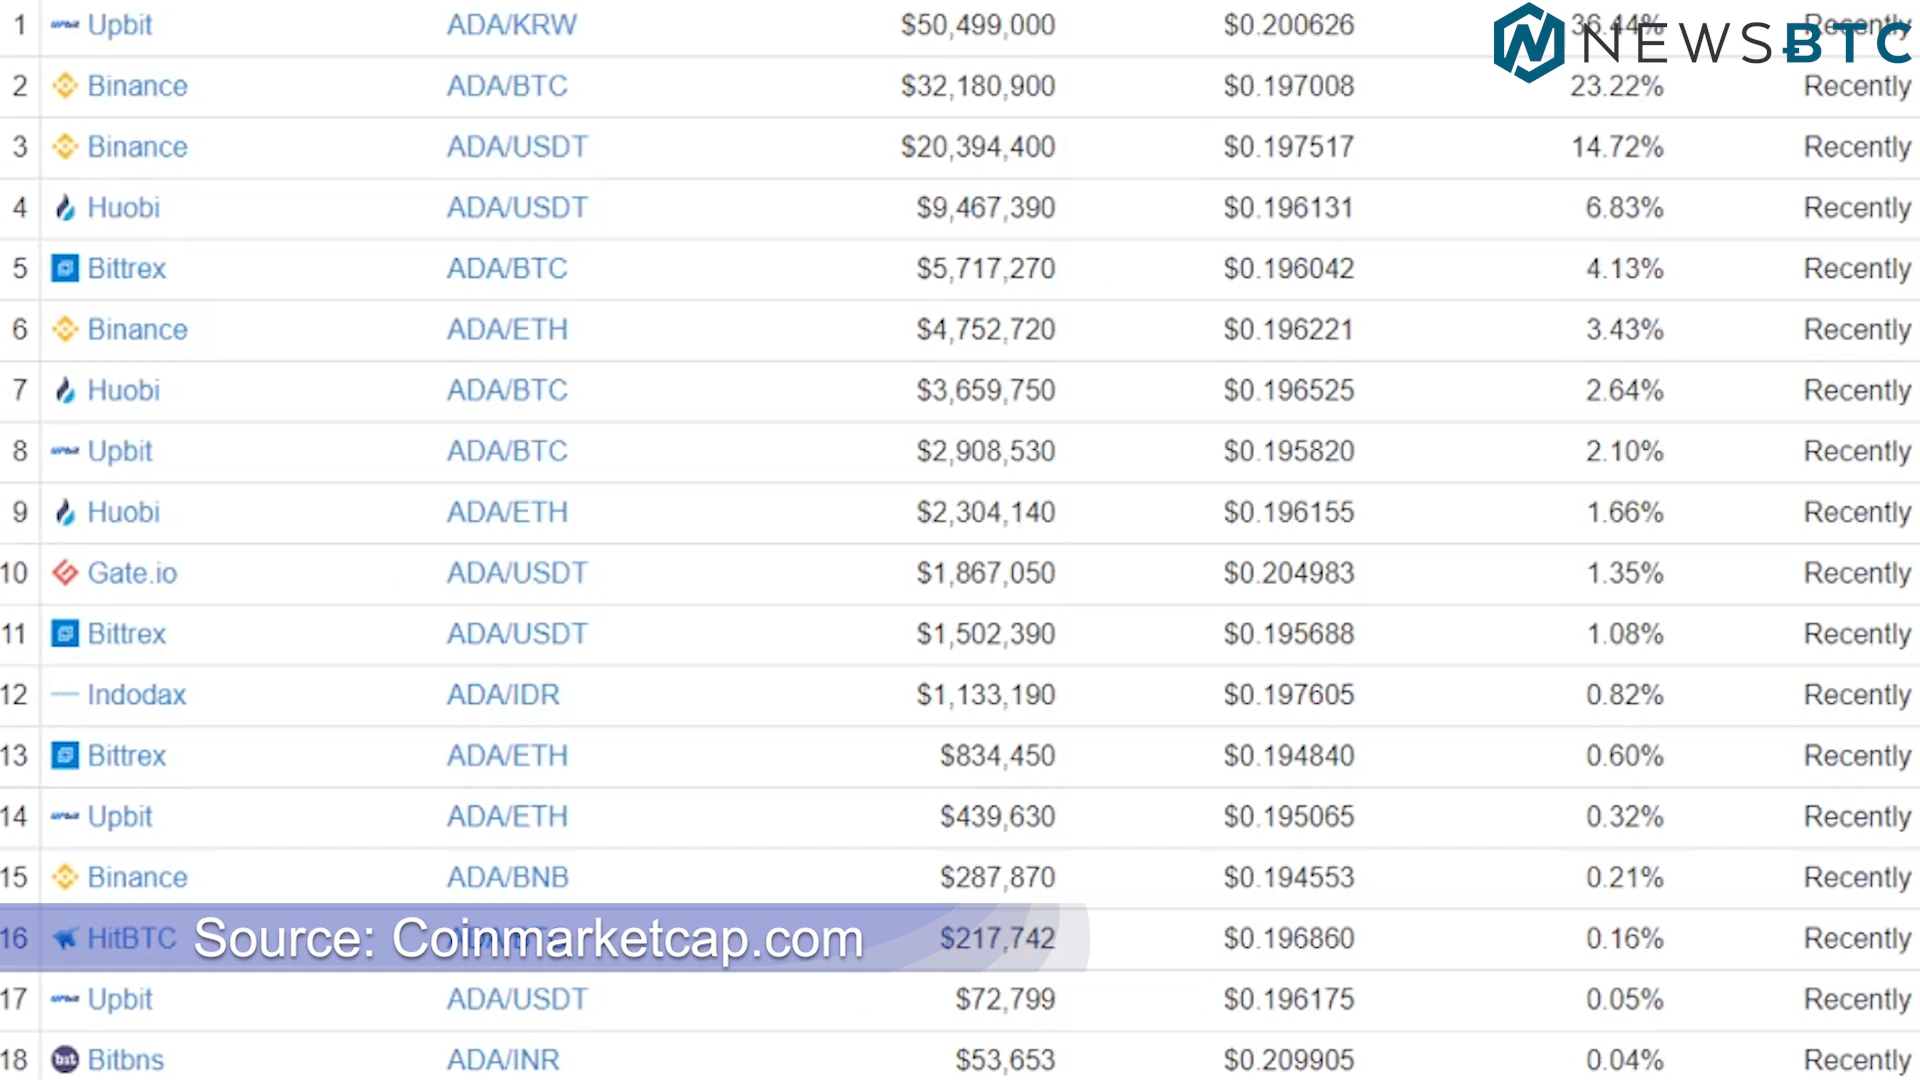 1 Upbit ADA/KRW $50,499,000 $0.200626 36.44% Recently
NEWSBTC
2 Binance ADA/BTC $32,180,900 $0.197008 23.22% Recently
3 Binance ADA/USDT $20,394,400 $0.197517 14.72% Recently
4 Huobi ADA/USDT $9,467,390 $0.196131 6.83% Recently
5 Bittrex ADA/BTC $5,717,270 $0.196042 4.13% Recently
6 Binance ADA/ETH $4,752,720 $0.196221 3.43% Recently
7 Huobi ADA/BTC $3,659,750 $0.196525 2.64% Recently
8 Upbit ADA/BTC $2,908,530 $0.195820 2.10% Recently
9 Huobi ADA/ETH $2,304,140 $0.196155 1.66% Recently
10 Gate.io ADA/USDT $1,867,050 $0.204983 1.35% Recently
11 Bittrex ADA/USDT $1,502,390 $0.195688 1.08% Recently
12 Indodax ADA/IDR $1,133,190 $0.197605 0.82% Recently
13 Bittrex ADA/ETH $834,450 $0.194840 0.60% Recently
14 Upbit ADA/ETH $439,630 $0.195065 0.32% Recently
15 Binance ADA/BNB $287,870 $0.194553 0.21% Recently
16 HitBTC $217,742 $0.196860 0.16% Recently
Source: Coinmarketcap.com
17 Upbit ADA/USDT $72,799 $0.196175 0.05% Recently
18 Bitbns ADA/INR $53,653 $0.209905 0.04% Recently